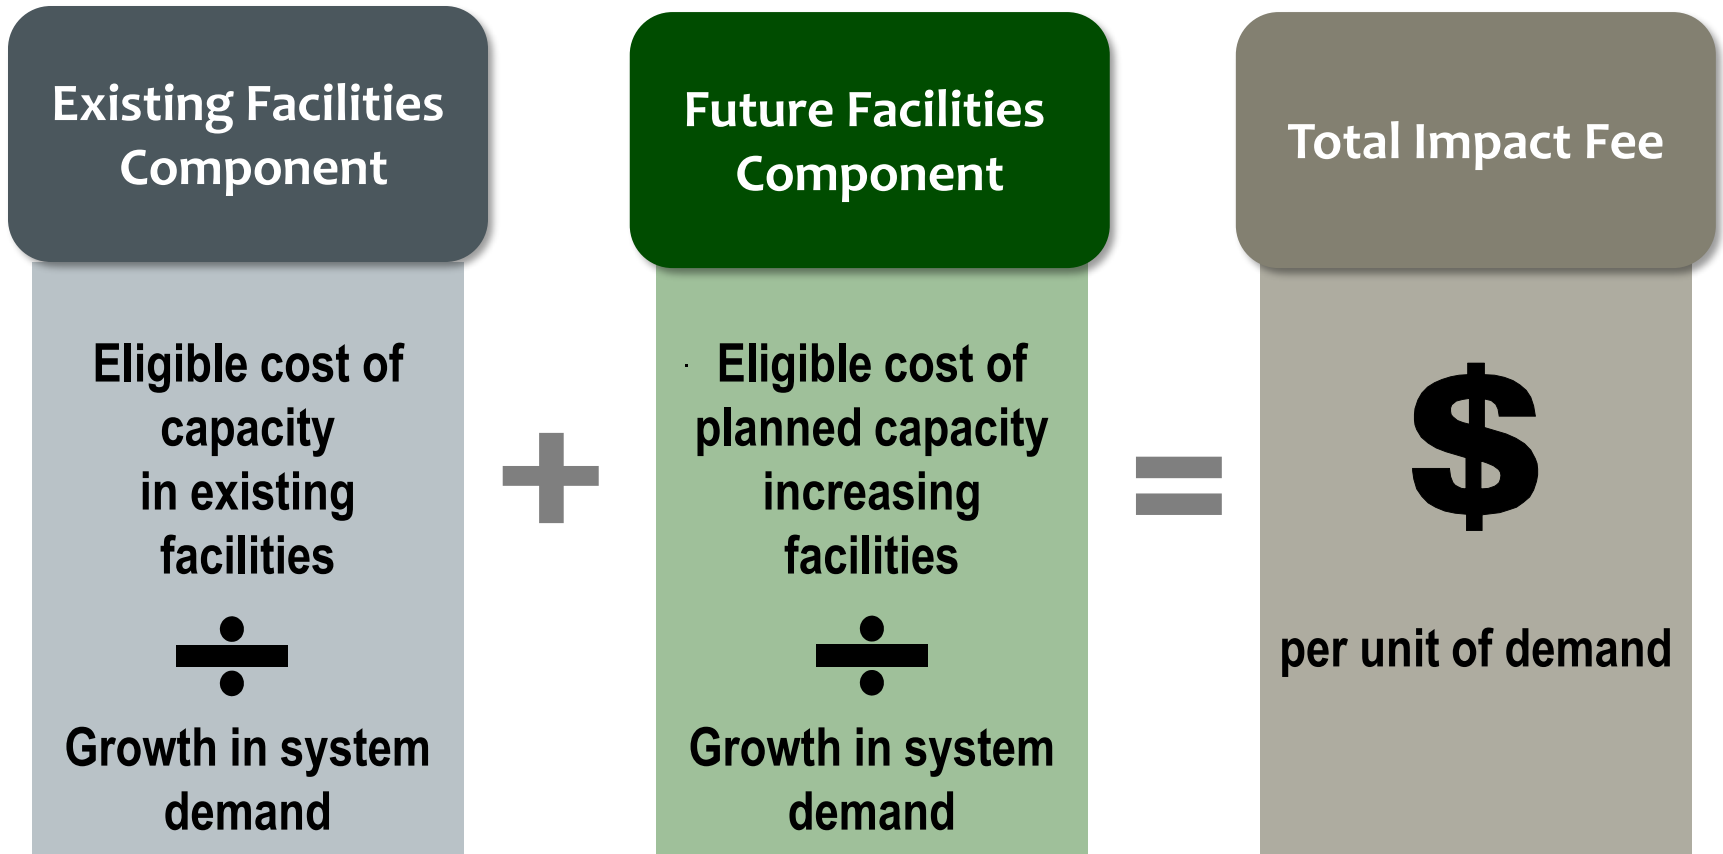 Existing Facilities
Component
Eligible cost of
capacity
in existing
facilities
÷
Growth in system
demand
+
Future Facilities
Component
Eligible cost of
planned capacity
increasing
facilities
÷
Growth in system
demand
=
Total Impact Fee
$
per unit of demand